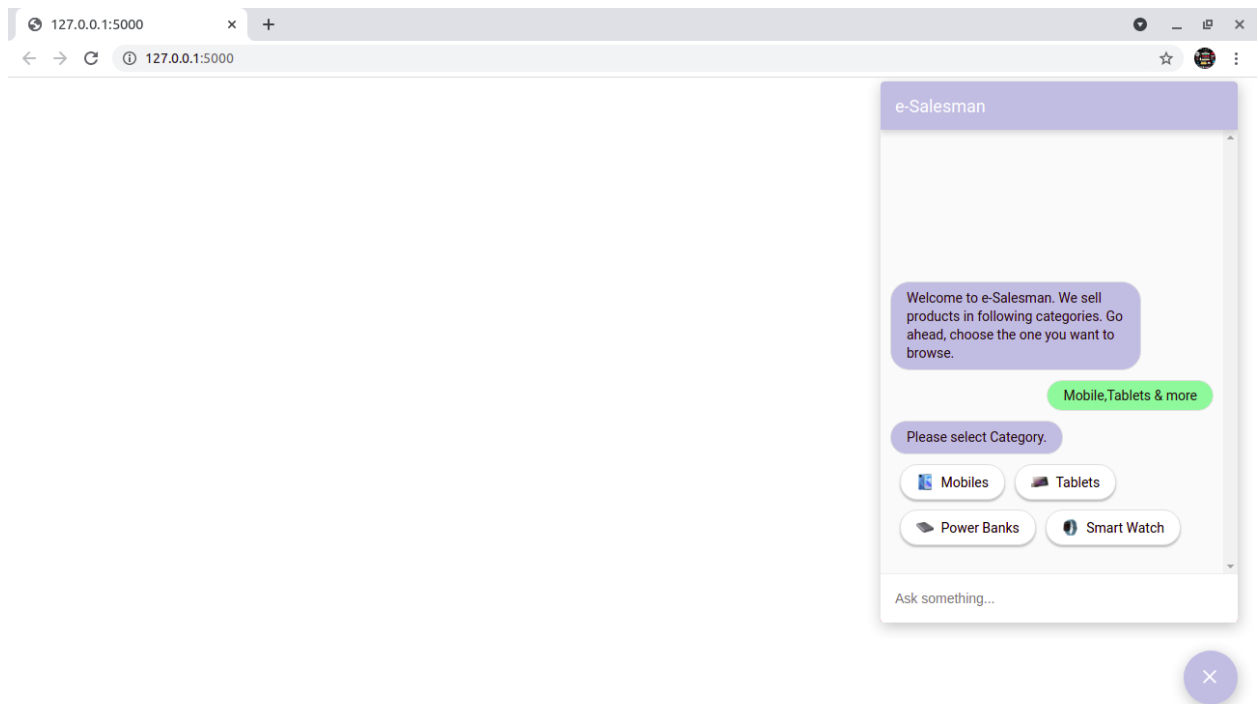 127.0.0.1:5000
127.0.0.1:5000
e-Salesman
Welcome to e-Salesman. We sell
products in following categories. Go
ahead, choose the one you want to
browse.
Mobile,Tablets & more
Please select Category.
Mobiles Tablets
Power Banks Smart Watch
Ask something...